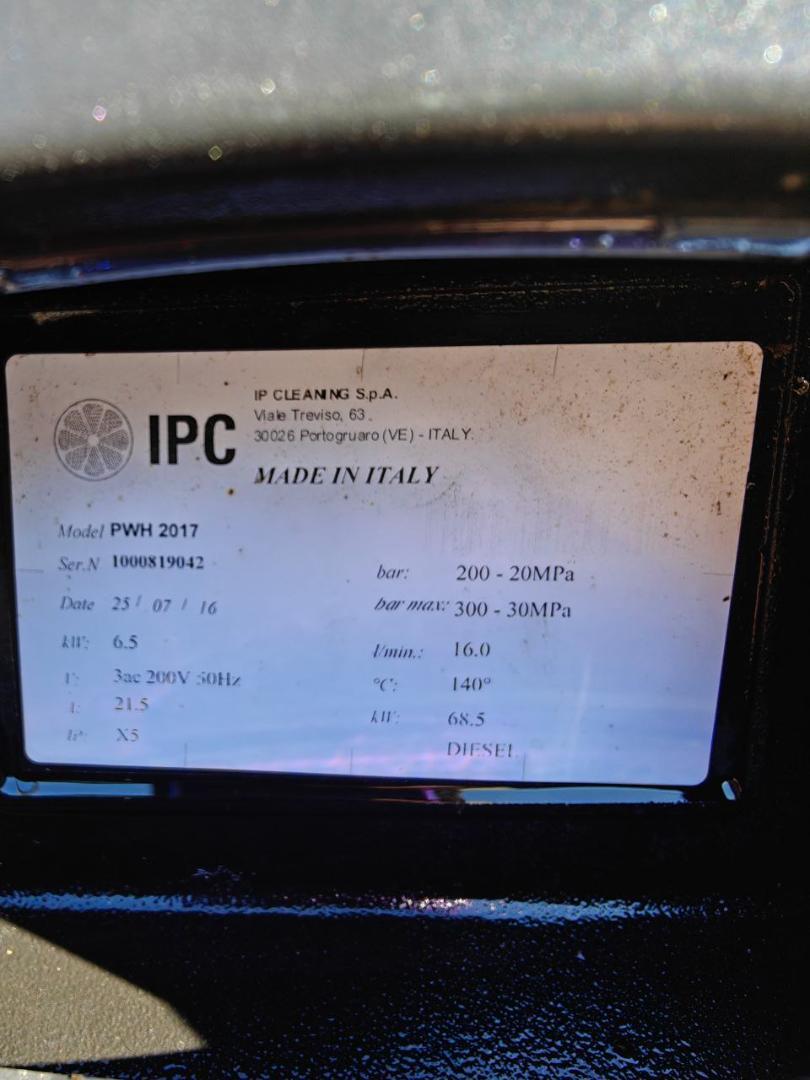 IPC
IP CLEANING S.p.A.
Viale Treviso, 63
30026 Portogruaro (VE) - ITALY
MADE IN ITALY
Model PWH 2017
Ser.N 1000819042
Date 25 / 07 / 16
kW: 6.5
V: 3ac 200V 50Hz
I: 21.5
IP: X5
bar: 200 - 20MPa
bar max: 300 - 30MPa
l/min.: 16.0
°C: 140°
kW: 68.5
DIESEL